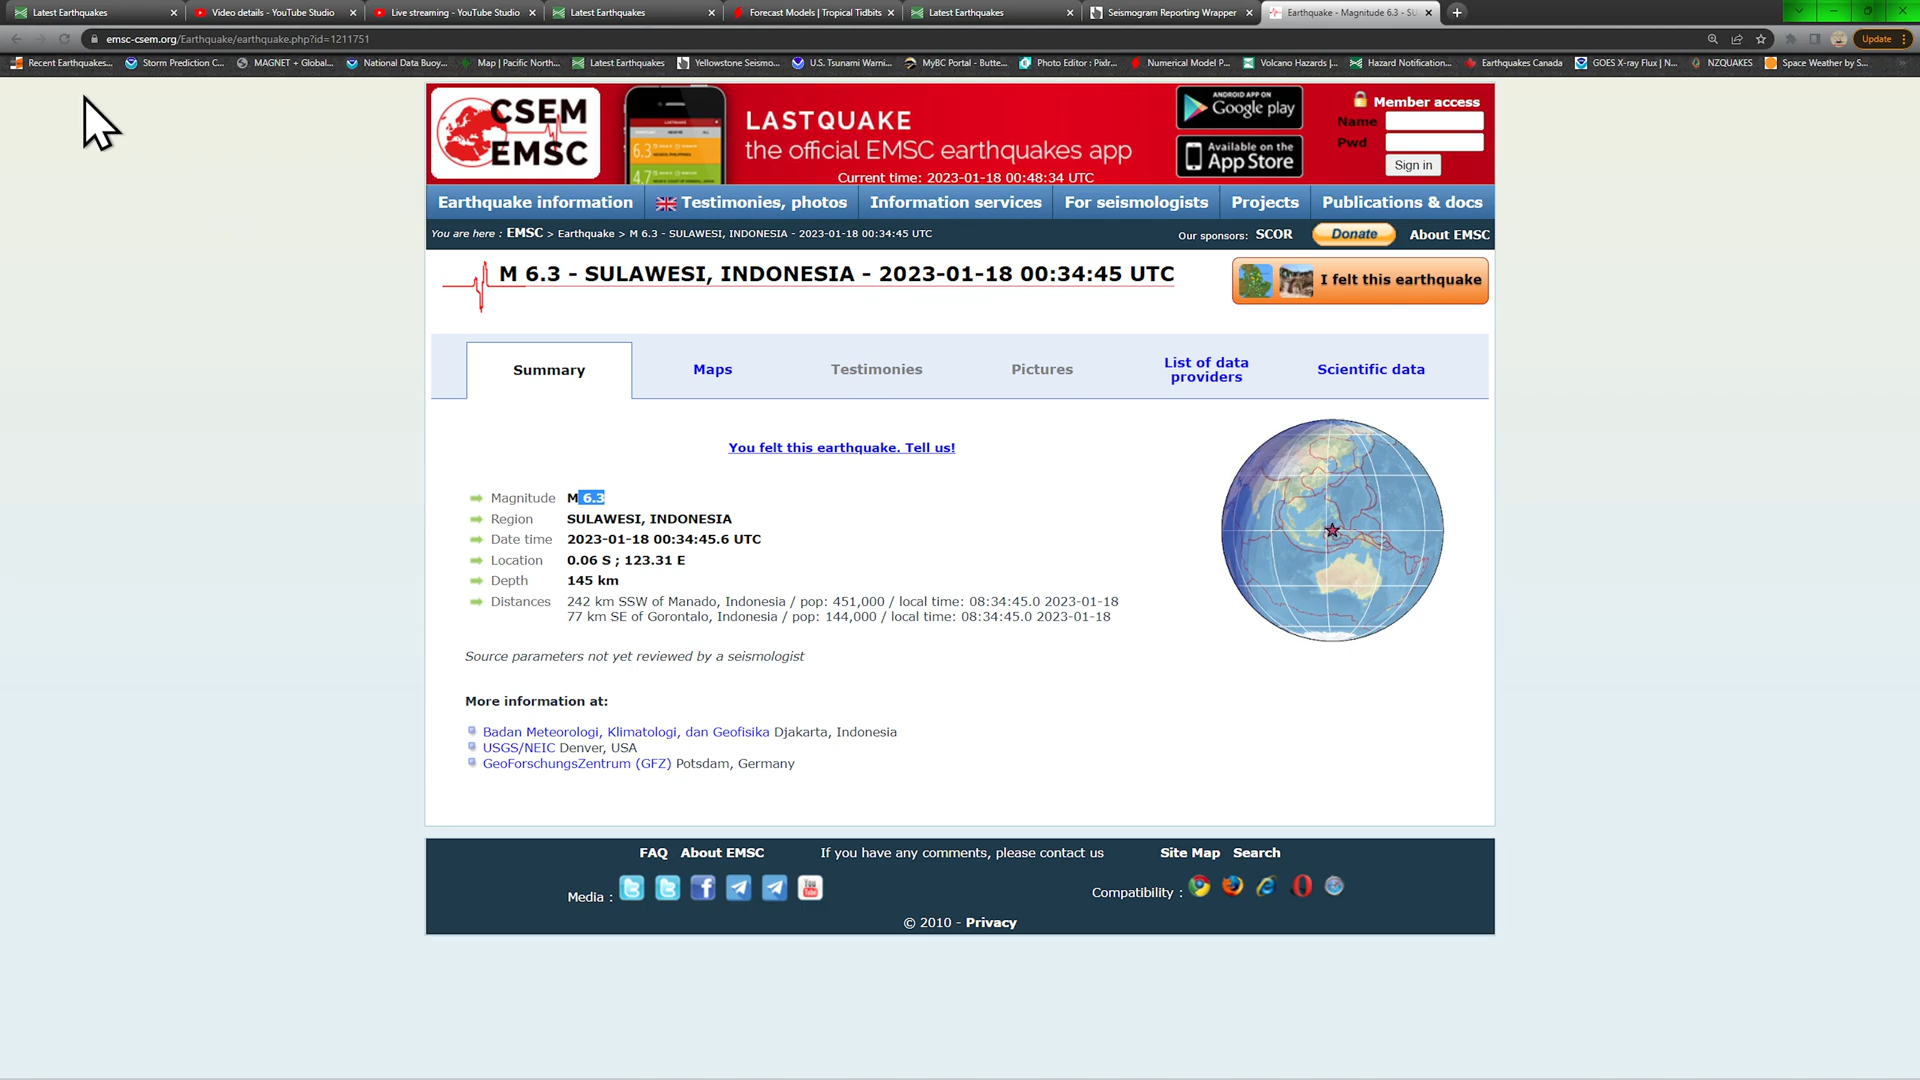 Latest Earthquakes
Video details - YouTube Studio
Live streaming - YouTube Studio
Latest Earthquakes
Forecast Models | Tropical Tidbits
Latest Earthquakes
Seismogram Reporting Wrapper
Earthquake - Magnitude 6.3 - SU
emsc-csem.org/Earthquake/earthquake.php?id=1211751
Update
Recent Earthquakes...
Storm Prediction C...
MAGNET + Global...
National Data Buoy...
Map | Pacific North...
Latest Earthquakes
Yellowstone Seismo...
U.S. Tsunami Warni...
MyBC Portal - Butte...
Photo Editor : Pixlr...
Numerical Model P...
Volcano Hazards |...
Hazard Notification...
Earthquakes Canada
GOES X-ray Flux | N...
NZQUAKES
Space Weather by S...
CSEM
EMSC
LASTQUAKE
the official EMSC earthquakes app
Current time: 2023-01-18 00:48:34 UTC
ANDROID APP ON
Google play
Available on the
App Store
Member access
Name
Pwd
Sign in
6.3
4.7
Earthquake information
Testimonies, photos
Information services
For seismologists
Projects
Publications & docs
You are here : EMSC > Earthquake > M 6.3 - SULAWESI, INDONESIA - 2023-01-18 00:34:45 UTC
Our sponsors: SCOR
Donate
About EMSC
M 6.3 - SULAWESI, INDONESIA - 2023-01-18 00:34:45 UTC
I felt this earthquake
Summary
Maps
Testimonies
Pictures
List of data
providers
Scientific data
You felt this earthquake. Tell us!
Magnitude M 6.3
Region SULAWESI, INDONESIA
Date time 2023-01-18 00:34:45.6 UTC
Location 0.06 S ; 123.31 E
Depth 145 km
Distances 242 km SSW of Manado, Indonesia / pop: 451,000 / local time: 08:34:45.0 2023-01-18
77 km SE of Gorontalo, Indonesia / pop: 144,000 / local time: 08:34:45.0 2023-01-18
Source parameters not yet reviewed by a seismologist
More information at:
Badan Meteorologi, Klimatologi, dan Geofisika Djakarta, Indonesia
USGS/NEIC Denver, USA
GeoForschungsZentrum (GFZ) Potsdam, Germany
FAQ About EMSC If you have any comments, please contact us Site Map Search
Media :
You
Compatibility :
© 2010 - Privacy